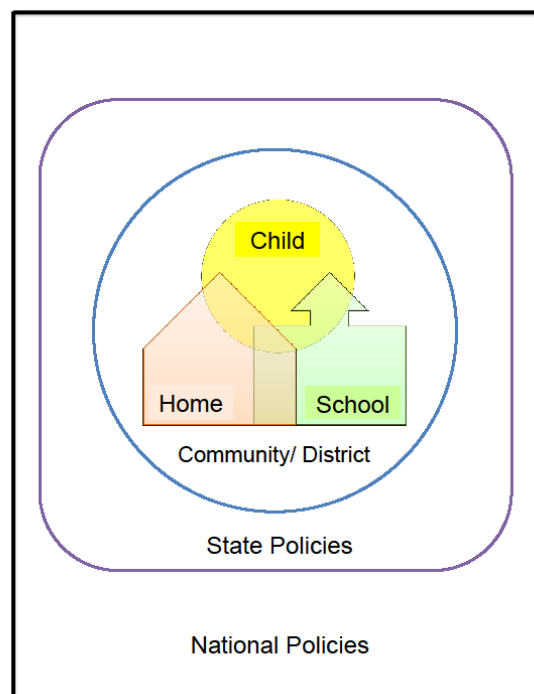 Child
Home
School
Community/ District
State Policies
National Policies